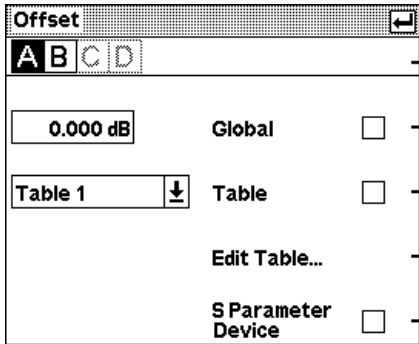 Offset
A B C D
0.000 dB Global
Table 1 Table
Edit Table...
S Parameter
Device